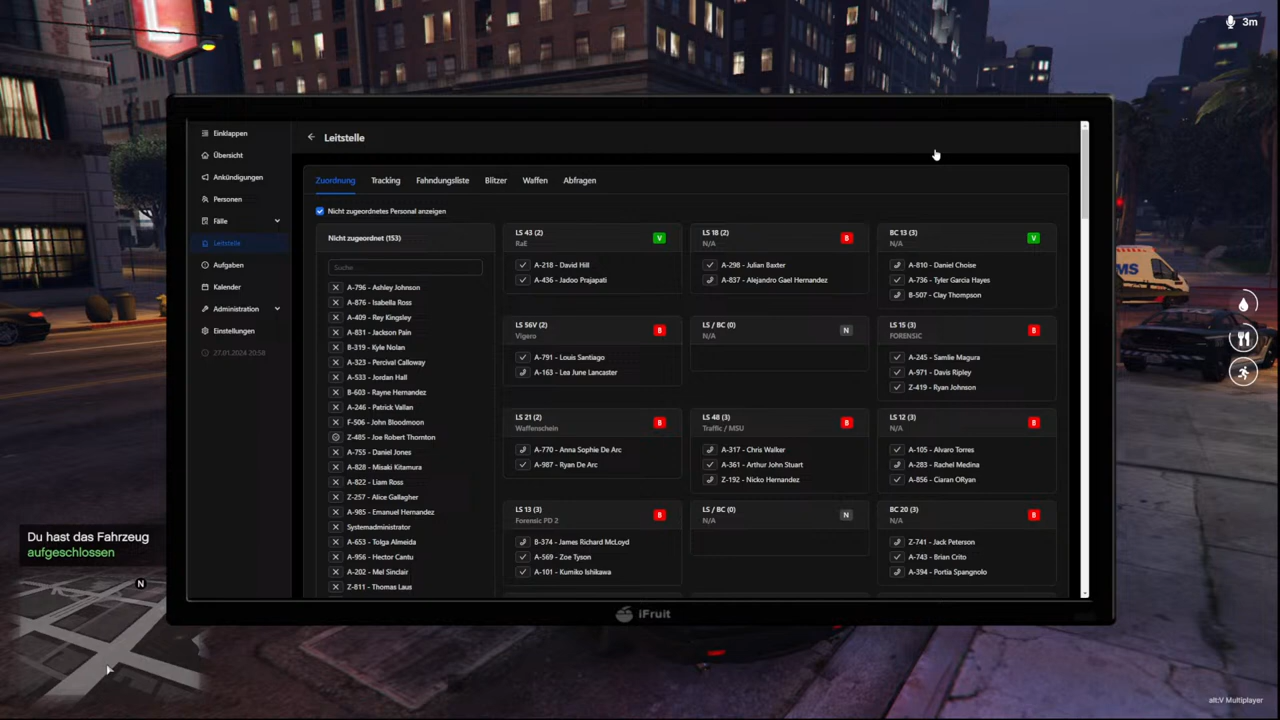 3m
Einklappen
Übersicht
Ankündigungen
Personen
Fälle
Leitstelle
Aufgaben
Kalender
Administration
Einstellungen
27.01.2024 20:58
Leitstelle
Zuordnung Tracking Fahndungsliste Blitzer Waffen Abfragen
Nicht zugeordnetes Personal anzeigen
Nicht zugeordnet (153)
Suche
A-796 - Ashley Johnson
A-876 - Isabella Ross
A-409 - Rey Kingsley
A-831 - Jackson Pain
B-319 - Kyle Nolan
A-323 - Percival Calloway
A-533 - Jordan Hall
B-603 - Rayne Hernandez
A-246 - Patrick Vallan
F-506 - John Bloodmoon
Z-485 - Joe Robert Thornton
A-755 - Daniel Jones
A-828 - Misaki Kitamura
A-822 - Liam Ross
Z-257 - Alice Gallagher
A-985 - Emanuel Hernandez
Systemadministrator
A-653 - Tolga Almeida
A-956 - Hector Cantu
A-202 - Mel Sinclair
Z-811 - Thomas Laus
LS 43 (2)
RaE
V
A-218 - David Hill
A-436 - Jadoo Prajapati
LS 18 (2)
N/A
B
A-298 - Julian Baxter
A-837 - Alejandro Gael Hernandez
BC 13 (3)
N/A
V
A-810 - Daniel Choise
A-736 - Tyler Garcia Hayes
B-507 - Clay Thompson
LS 56V (2)
Vigero
B
A-791 - Louis Santiago
A-163 - Lea June Lancaster
LS / BC (0)
N/A
N
LS 15 (3)
FORENSIC
B
A-245 - Samlie Magura
A-971 - Davis Ripley
Z-419 - Ryan Johnson
LS 21 (2)
Waffenschein
B
A-770 - Anna Sophie De Arc
A-987 - Ryan De Arc
LS 48 (3)
Traffic / MSU
B
A-317 - Chris Walker
A-361 - Arthur John Stuart
Z-192 - Nicko Hernandez
LS 12 (3)
N/A
B
A-105 - Alvaro Torres
A-283 - Rachel Medina
A-856 - Ciaran ORyan
LS 13 (3)
Forensic PD 2
B
B-374 - James Richard McLoyd
A-569 - Zoe Tyson
A-101 - Kumiko Ishikawa
LS / BC (0)
N/A
N
BC 20 (3)
N/A
B
Z-741 - Jack Peterson
A-743 - Brian Crito
A-394 - Portia Spangnolo
iFruit
MS
Du hast das Fahrzeug
aufgeschlossen
N
alt:V Multiplayer